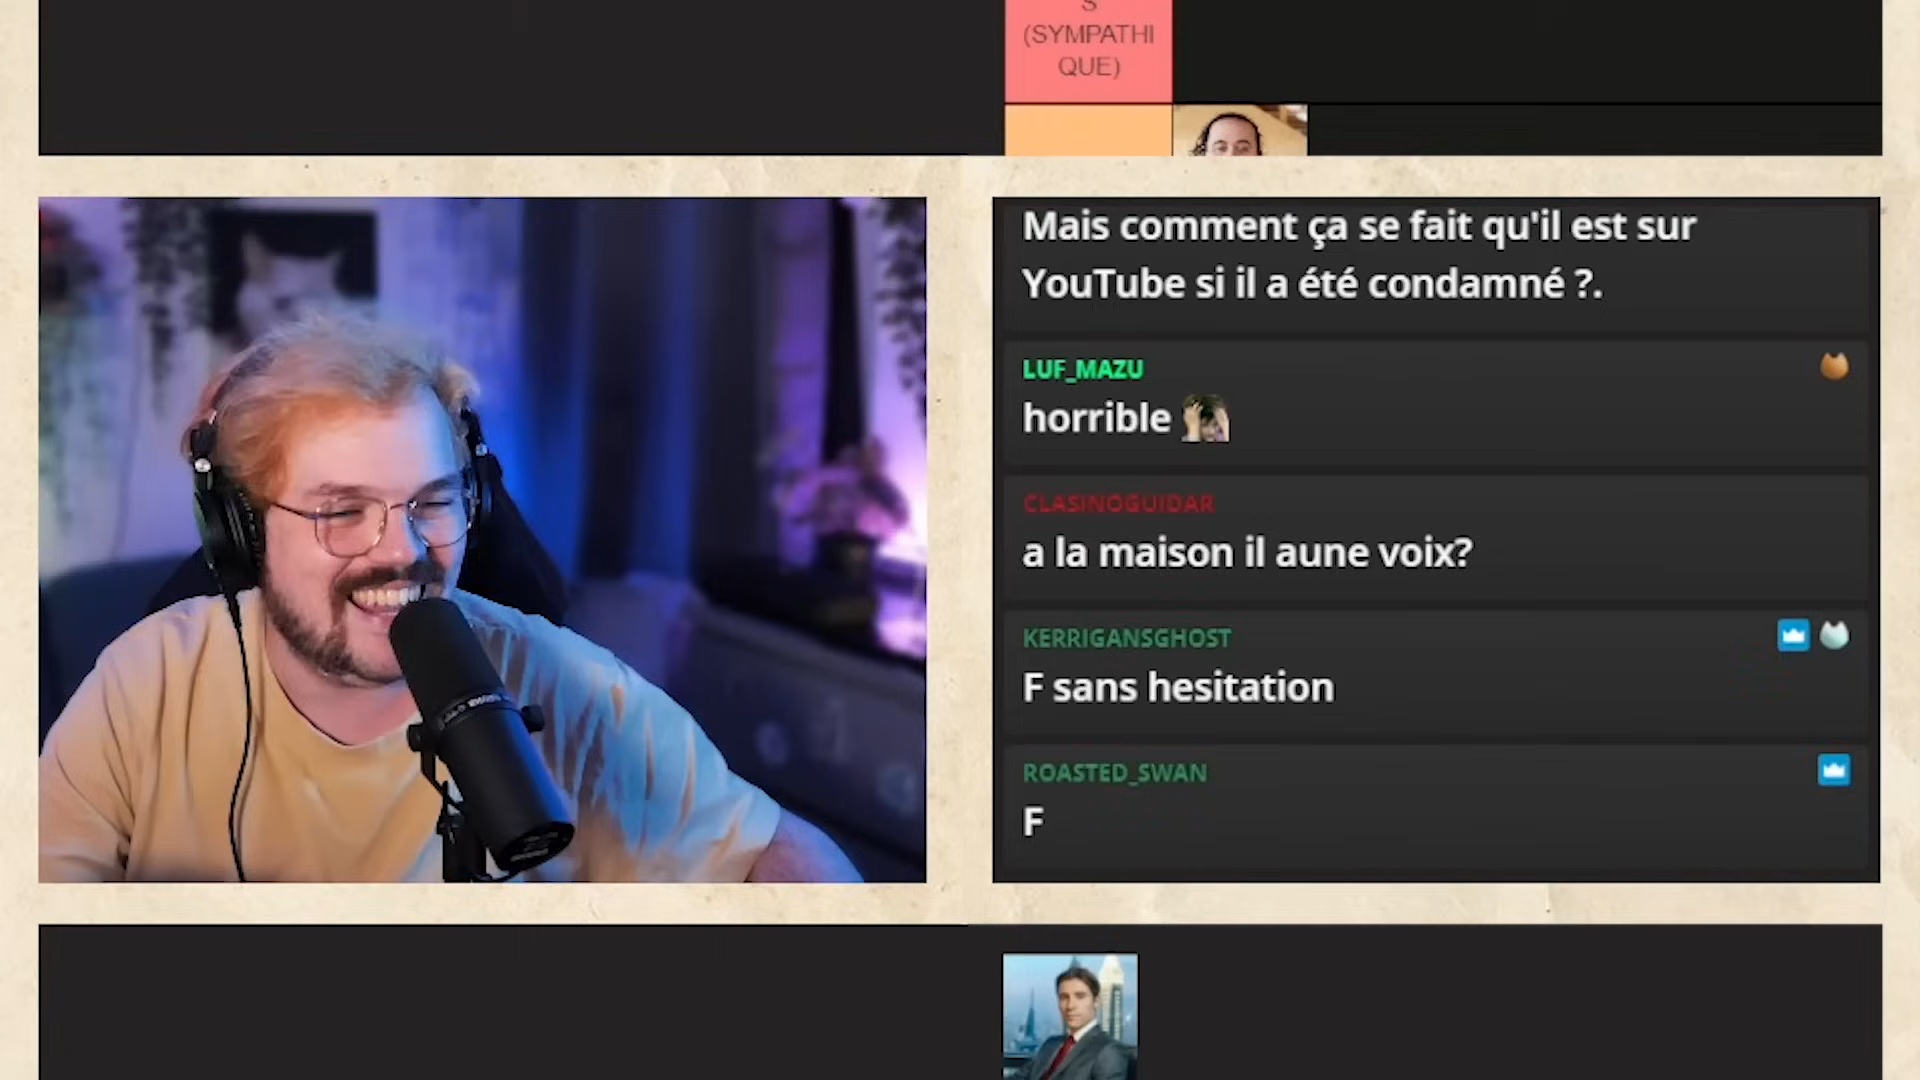 S
(SYMPATHI
QUE)
Mais comment ça se fait qu'il est sur
YouTube si il a été condamné ?.
LUF_MAZU
horrible
CLASINOGUIDAR
a la maison il aune voix?
KERRIGANSGHOST
F sans hesitation
ROASTED_SWAN
F